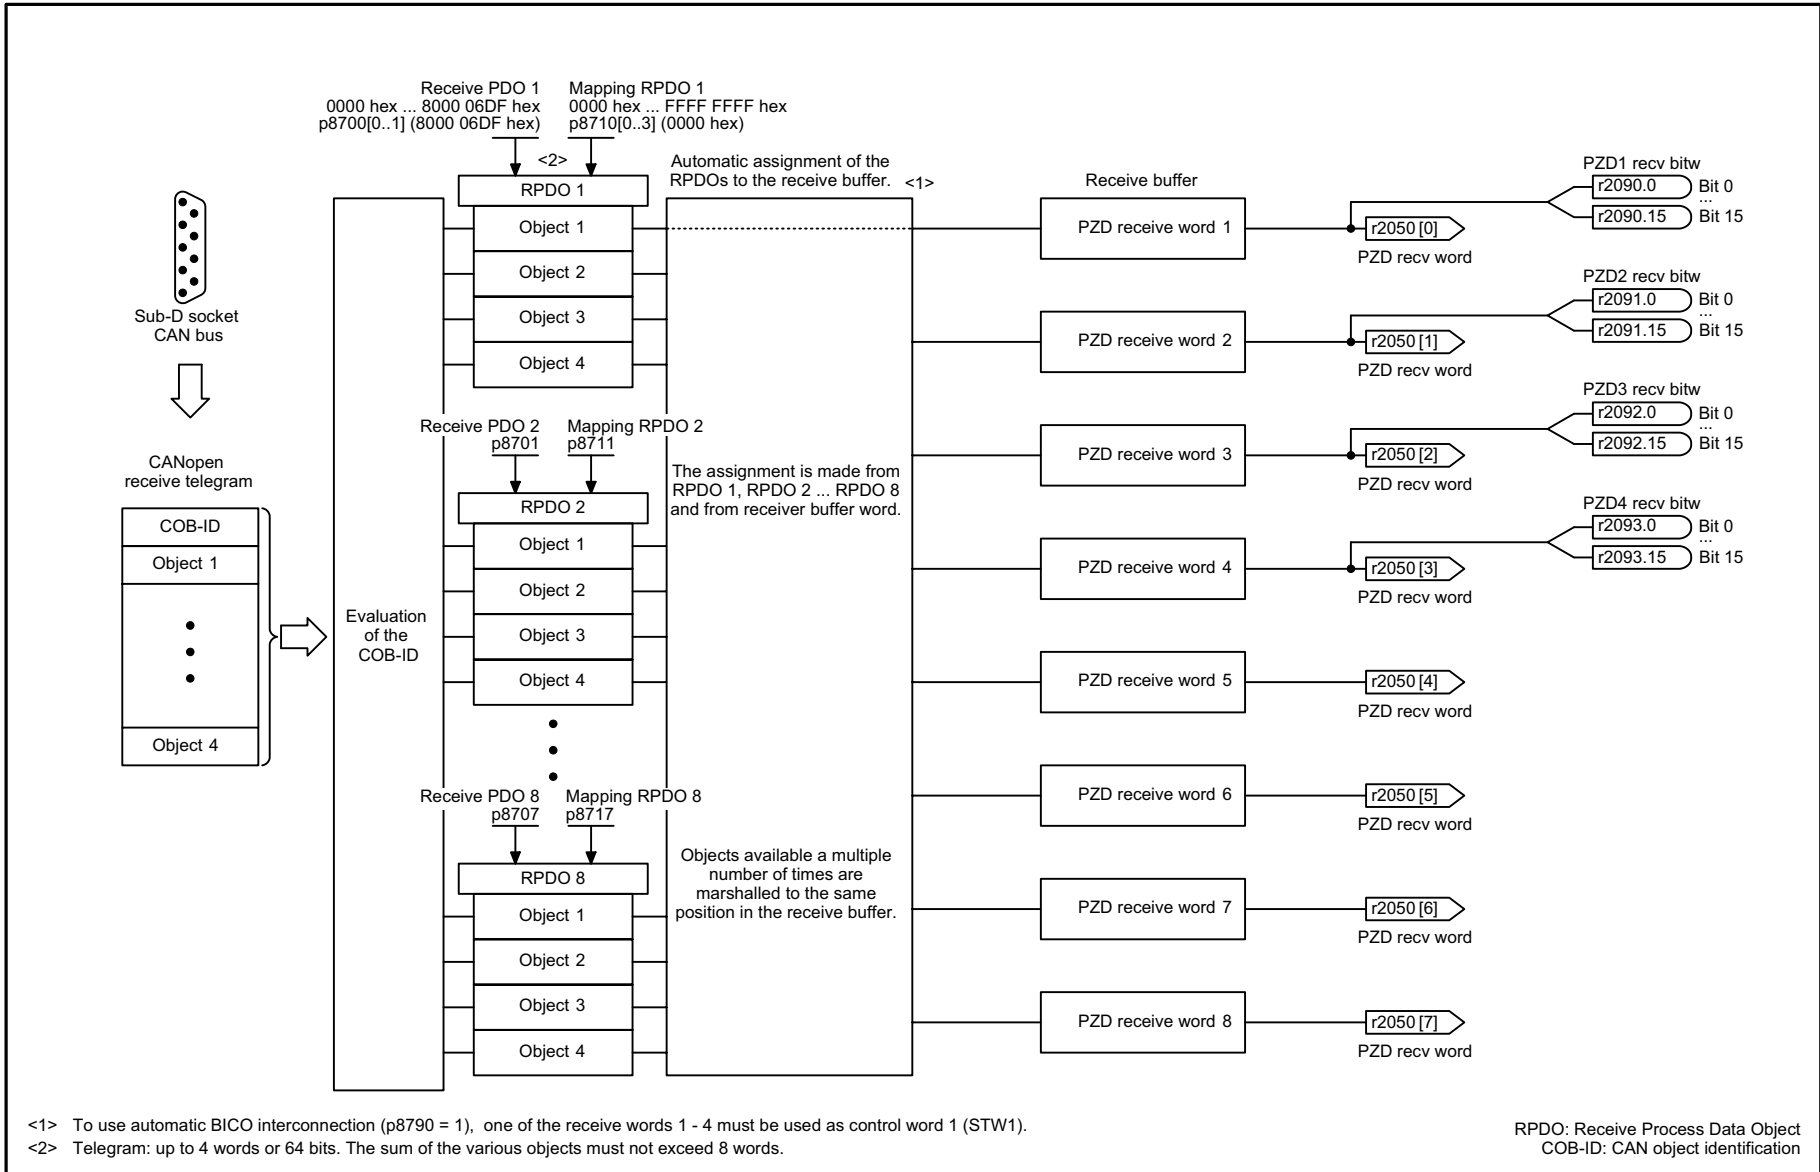 Receive PDO 1
0000 hex ... 8000 06DF hex
p8700[0..1] (8000 06DF hex)
Mapping RPDO 1
0000 hex ... FFFF FFFF hex
p8710[0..3] (0000 hex)
<2>
RPDO 1
Object 1
Object 2
Object 3
Object 4
Automatic assignment of the
RPDOs to the receive buffer. <1>
Sub-D socket
CAN bus
CANopen
receive telegram
COB-ID
Object 1
Object 4
Evaluation
of the
COB-ID
Receive PDO 2
p8701
Mapping RPDO 2
p8711
RPDO 2
Object 1
Object 2
Object 3
Object 4
The assignment is made from
RPDO 1, RPDO 2 ... RPDO 8
and from receiver buffer word.
Receive PDO 8
p8707
Mapping RPDO 8
p8717
RPDO 8
Object 1
Object 2
Object 3
Object 4
Objects available a multiple
number of times are
marshalled to the same
position in the receive buffer.
Receive buffer
PZD receive word 1
r2050 [0]
PZD recv word
PZD1 recv bitw
r2090.0 Bit 0
...
r2090.15 Bit 15
PZD receive word 2
r2050 [1]
PZD recv word
PZD2 recv bitw
r2091.0 Bit 0
...
r2091.15 Bit 15
PZD receive word 3
r2050 [2]
PZD recv word
PZD3 recv bitw
r2092.0 Bit 0
...
r2092.15 Bit 15
PZD receive word 4
r2050 [3]
PZD recv word
PZD4 recv bitw
r2093.0 Bit 0
...
r2093.15 Bit 15
PZD receive word 5
r2050 [4]
PZD recv word
PZD receive word 6
r2050 [5]
PZD recv word
PZD receive word 7
r2050 [6]
PZD recv word
PZD receive word 8
r2050 [7]
PZD recv word
<1> To use automatic BICO interconnection (p8790 = 1), one of the receive words 1 - 4 must be used as control word 1 (STW1).
<2> Telegram: up to 4 words or 64 bits. The sum of the various objects must not exceed 8 words.
RPDO: Receive Process Data Object
COB-ID: CAN object identification